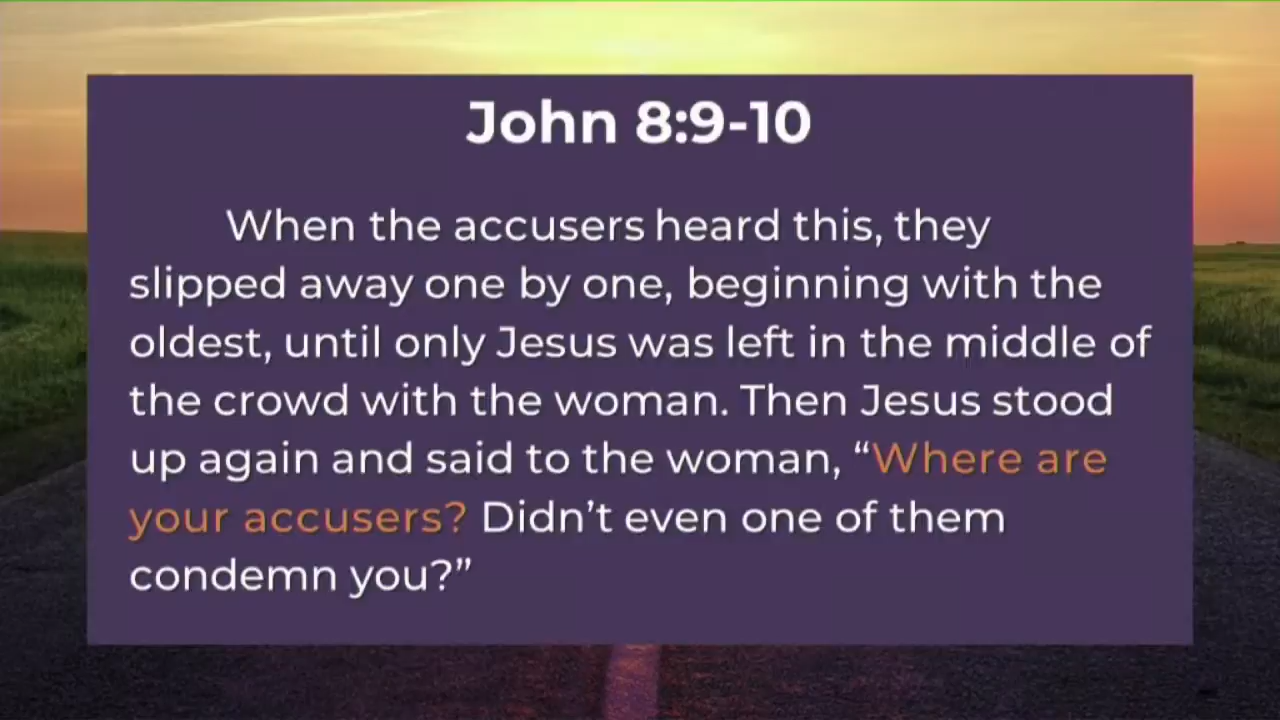 John 8:9-10
When the accusers heard this, they
slipped away one by one, beginning with the
oldest, until only Jesus was left in the middle of
the crowd with the woman. Then Jesus stood
up again and said to the woman, “Where are
your accusers? Didn’t even one of them
condemn you?”